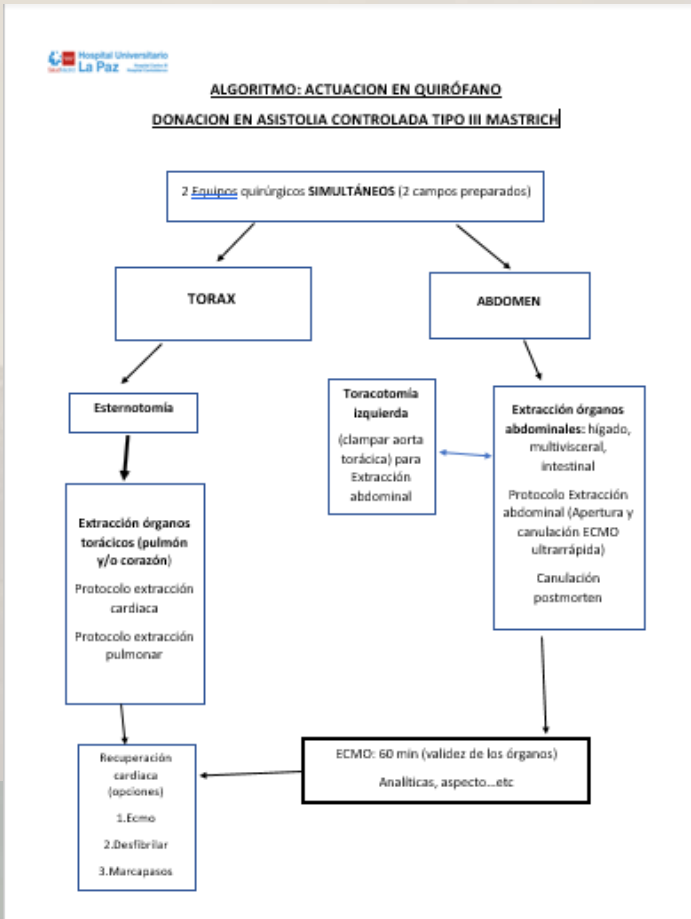 Hospital Universitario
La Paz
ALGORITMO: ACTUACION EN QUIRÓFANO
DONACION EN ASISTOLIA CONTROLADA TIPO III MASTRICH
2 Equipos quirúrgicos SIMULTÁNEOS (2 campos preparados)
TORAX
ABDOMEN
Esternotomía
Toracotomía
izquierda
(clampar aorta
torácica) para
Extracción
abdominal
Extracción órganos
abdominales: hígado,
multivisceral,
intestinal
Protocolo Extracción
abdominal (Apertura y
canulación ECMO
ultrarrápida)
Canulación
postmorten
Extracción órganos
torácicos (pulmón
y/o corazón)
Protocolo extracción
cardiaca
Protocolo extracción
pulmonar
Recuperación
cardiaca
(opciones)
1.Ecmo
2.Desfibrilar
3.Marcapasos
ECMO: 60 min (validez de los órganos)
Analíticas, aspecto...etc